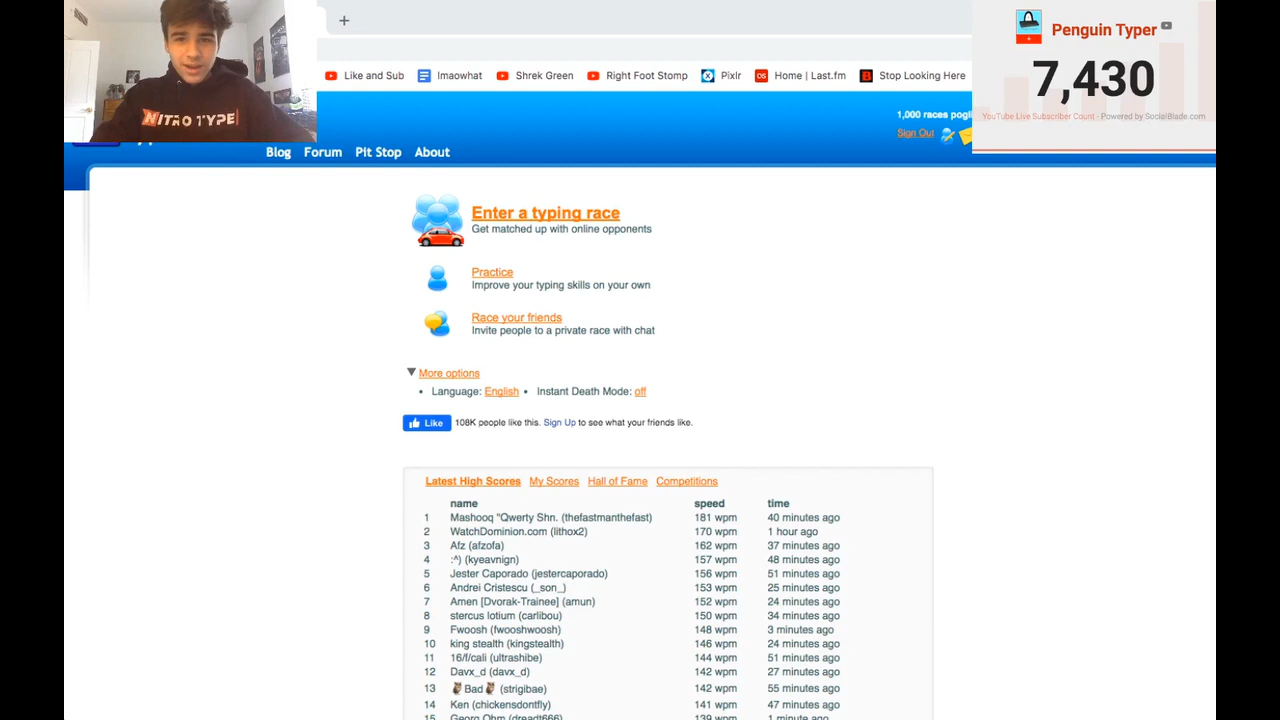 Like and Sub
lmaowhat
Shrek Green
Right Foot Stomp
Pixlr
Home | Last.fm
Stop Looking Here
Penguin Typer
7,430
YouTube Live Subscriber Count - Powered by SocialBlade.com
NITRO TYPE
1,000 races pogi
Sign Out
Blog Forum Pit Stop About
Enter a typing race
Get matched up with online opponents
Practice
Improve your typing skills on your own
Race your friends
Invite people to a private race with chat
More options
• Language: English • Instant Death Mode: off
Like 108K people like this. Sign Up to see what your friends like.
Latest High Scores My Scores Hall of Fame Competitions
name speed time
1 Mashooq "Qwerty Shn. (thefastmanthefast) 181 wpm 40 minutes ago
2 WatchDominion.com (lithox2) 170 wpm 1 hour ago
3 Afz (afzofa) 162 wpm 37 minutes ago
4 :^) (kyeavnign) 157 wpm 48 minutes ago
5 Jester Caporado (jestercaporado) 156 wpm 51 minutes ago
6 Andrei Cristescu (_son_) 153 wpm 25 minutes ago
7 Amen [Dvorak-Trainee] (amun) 152 wpm 24 minutes ago
8 stercus lotium (carlibou) 150 wpm 34 minutes ago
9 Fwoosh (fwooshwoosh) 148 wpm 3 minutes ago
10 king stealth (kingstealth) 146 wpm 24 minutes ago
11 16/f/cali (ultrashibe) 144 wpm 51 minutes ago
12 Davx_d (davx_d) 142 wpm 27 minutes ago
13 🦉Bad🦉 (strigibae) 142 wpm 55 minutes ago
14 Ken (chickensdontfly) 141 wpm 47 minutes ago
15 Georg Ohm (dreadt666) 139 wpm 1 minute ago